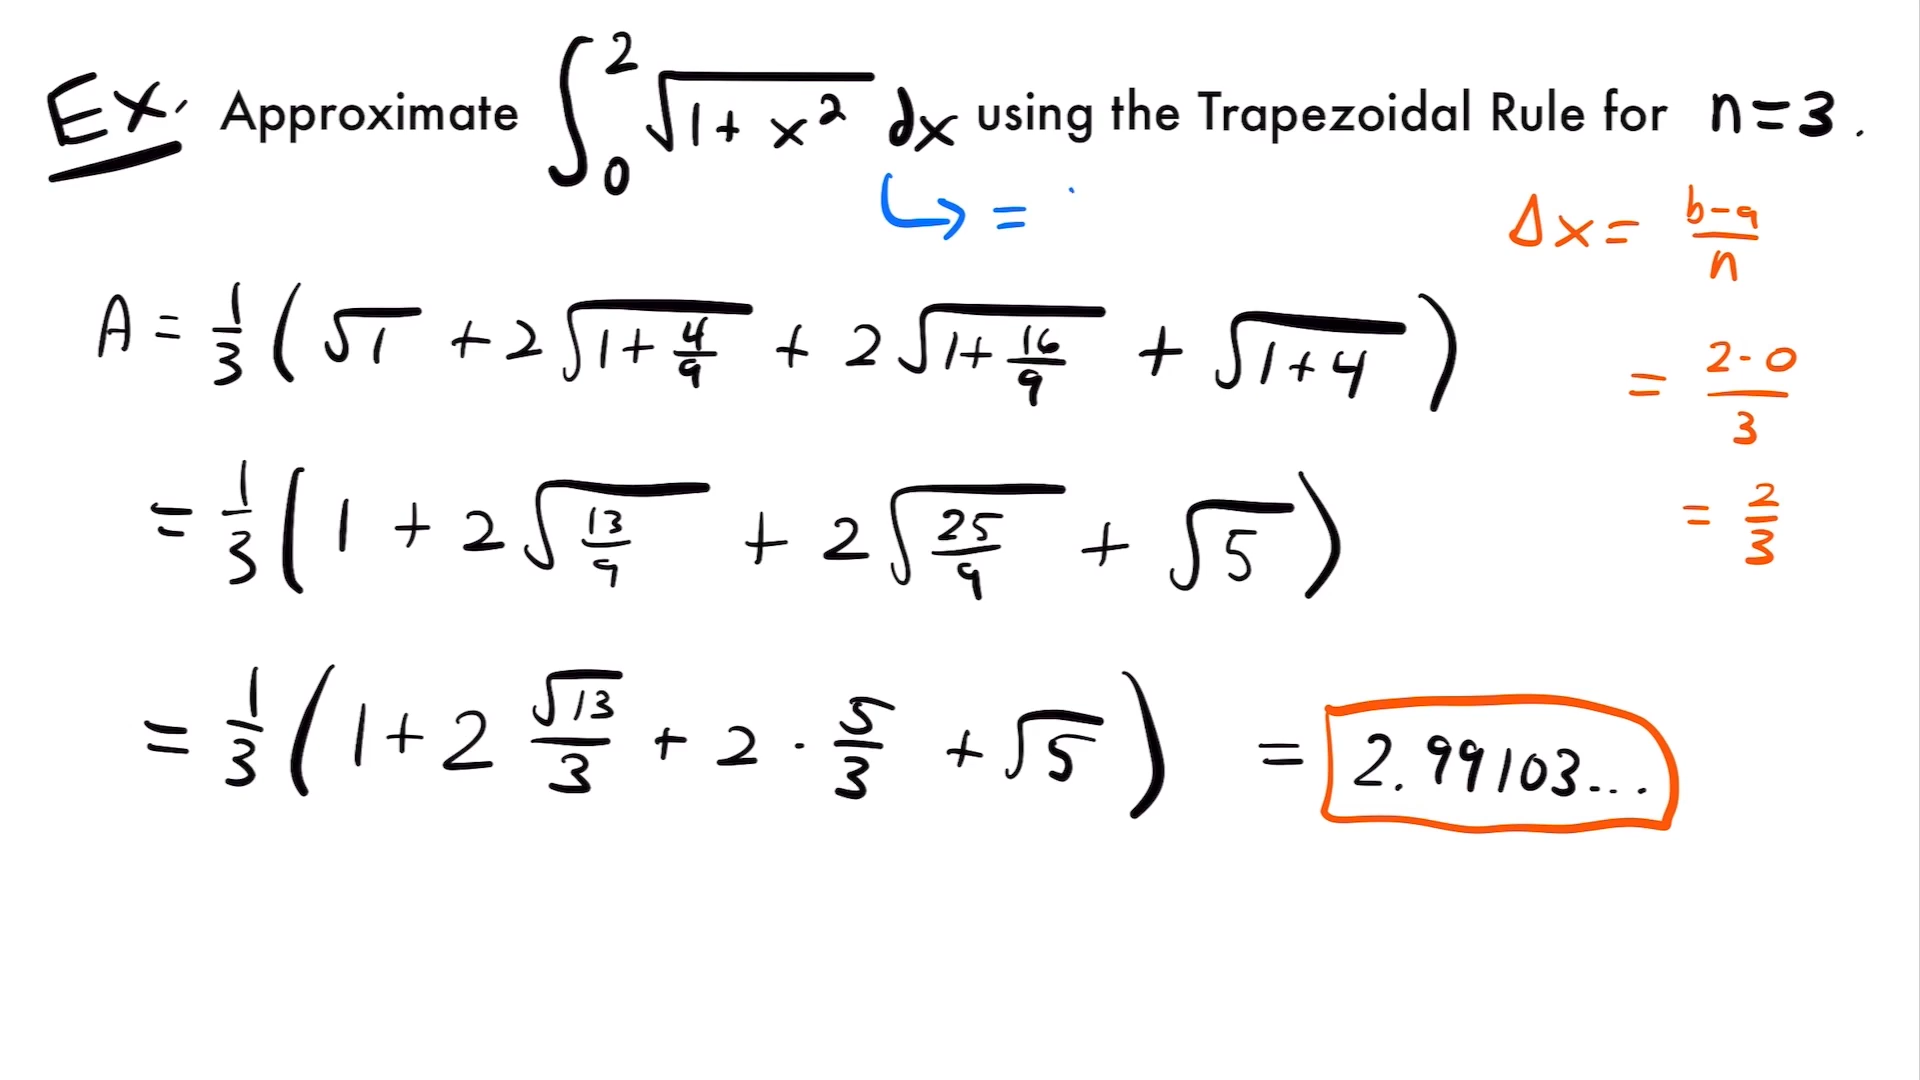 Ex. Approximate ∫₀² √(1 + x²) dx using the Trapezoidal Rule for n=3.
↳ =
Δx = (b-a)/n
A = 1/3 ( √1 + 2√(1+4/9) + 2√(1+16/9) + √(1+4) )
= (2-0)/3
= 1/3 ( 1 + 2√(13/9) + 2√(25/9) + √5 )
= 2/3
= 1/3 ( 1 + 2 √13/3 + 2 · 5/3 + √5 ) = 2.99103...